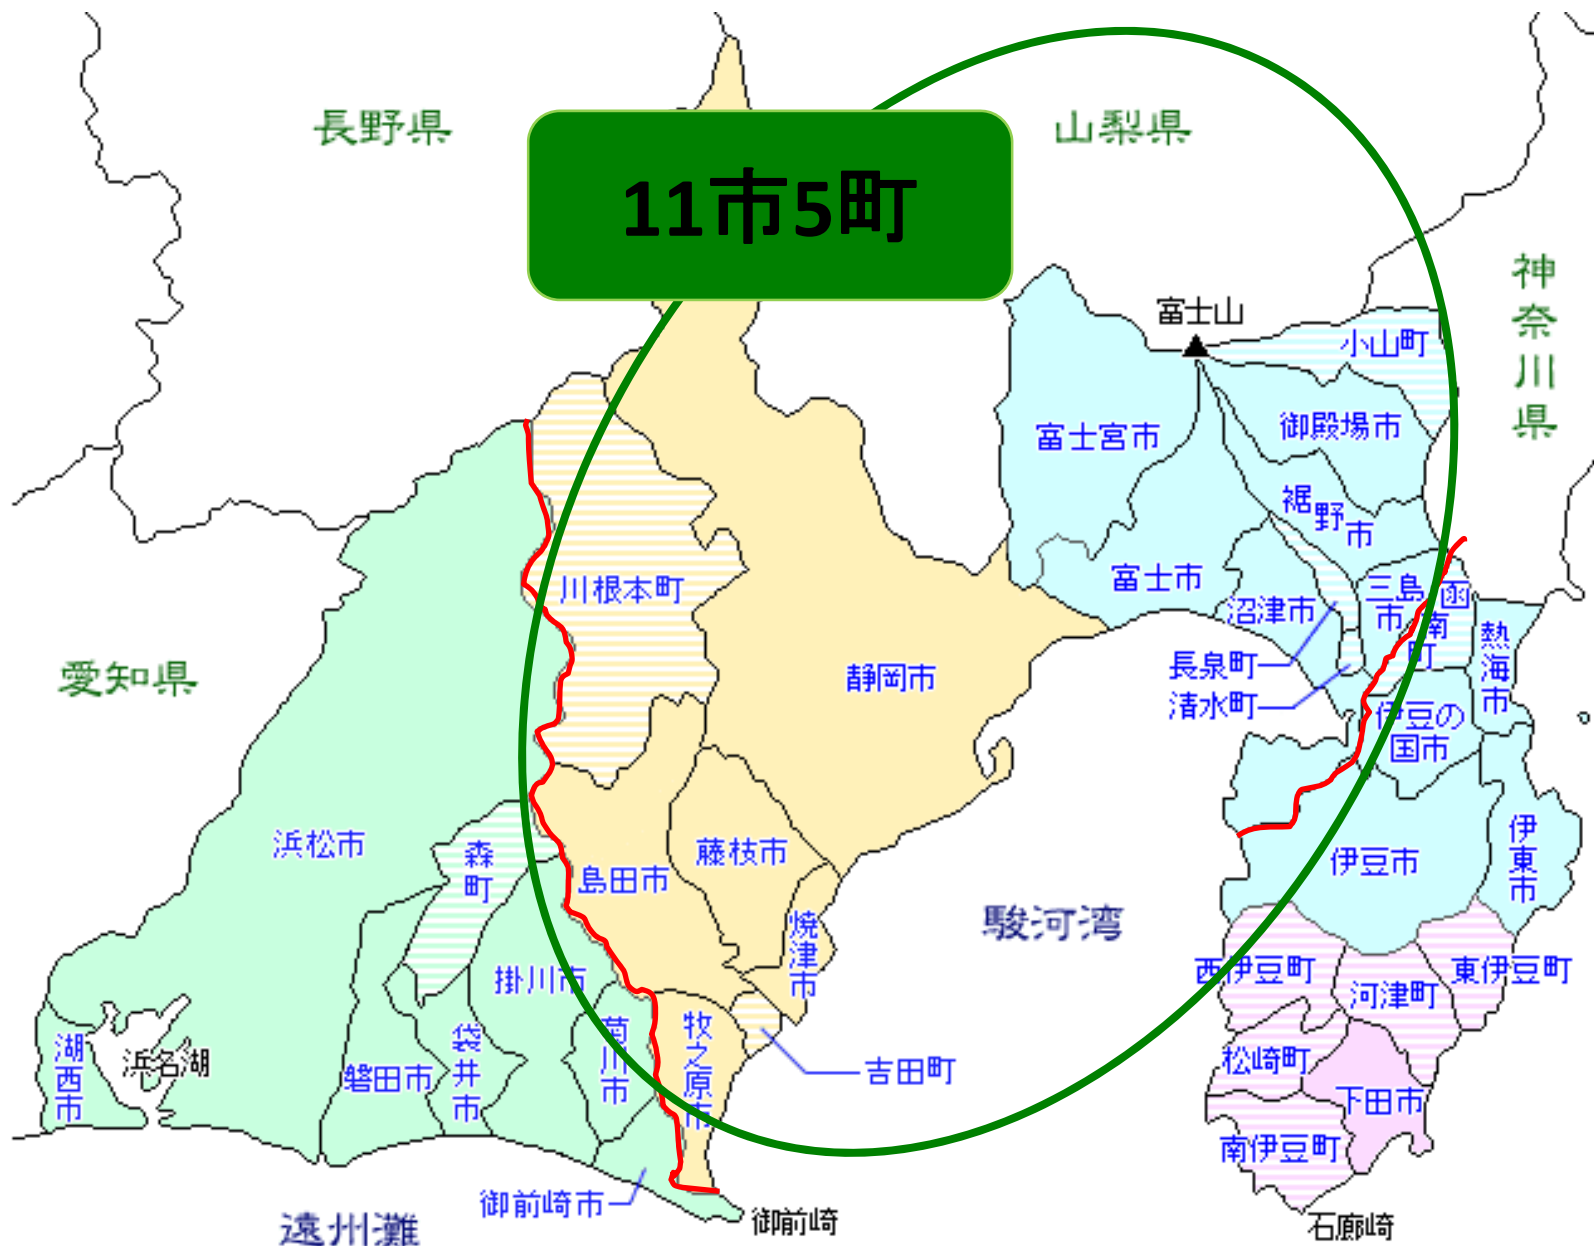 長野県
山梨県
11市5町
神奈川県
富士山
小山町
富士宮市
御殿場市
裾野市
川根本町
富士市
沼津市
三島市
函南町
熱海市
愛知県
静岡市
長泉町
清水町
伊豆の
国市
浜松市
森町
島田市
藤枝市
伊豆市
伊東市
焼津市
駿河湾
掛川市
西伊豆町
東伊豆町
河津町
湖西市
浜名湖
磐田市
袋井市
菊川市
牧之原市
吉田町
松崎町
下田市
南伊豆町
御前崎市
御前崎
石廊崎
遠州灘